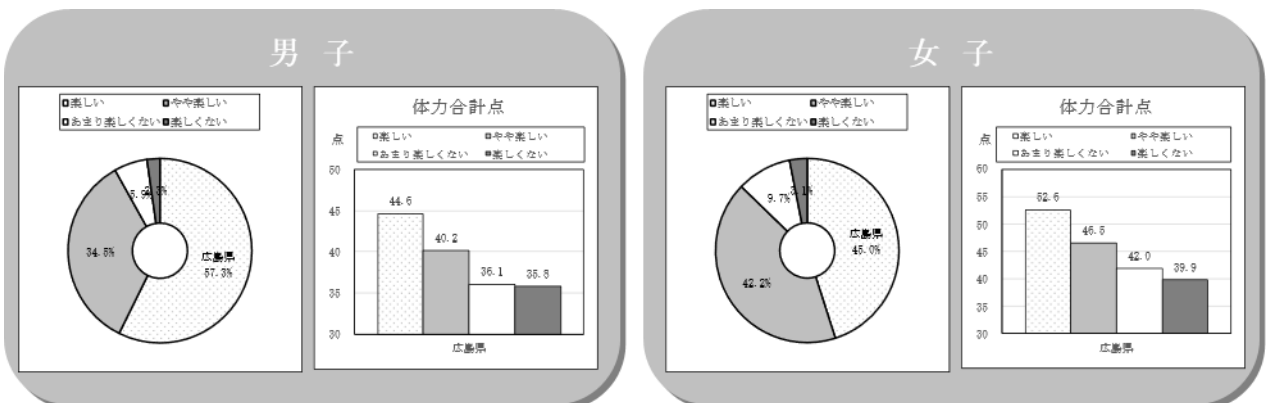 男 子
楽しい やや楽しい
あまり楽しくない 楽しくない
2.3%
5.9%
34.5%
広島県
57.3%
体力合計点
楽しい やや楽しい
あまり楽しくない 楽しくない
点
50
45
40
35
30
44.6
40.2
36.1
35.8
広島県
女 子
楽しい やや楽しい
あまり楽しくない 楽しくない
3.1%
9.7%
広島県
45.0%
42.2%
体力合計点
楽しい やや楽しい
あまり楽しくない 楽しくない
点
60
55
50
45
40
35
30
52.6
46.5
42.0
39.9
広島県